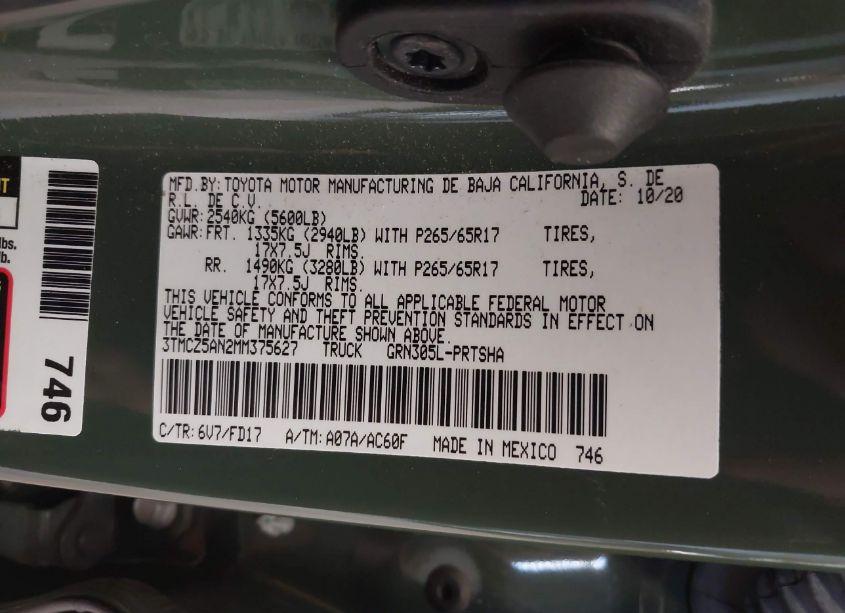 MFD.BY: TOYOTA MOTOR MANUFACTURING DE BAJA CALIFORNIA, S. DE
R.L. DE C.V. DATE: 10/20
GVWR: 2540KG (5600LB)
GAWR: FRT. 1335KG (2940LB) WITH P265/65R17 TIRES,
17X7.5J RIMS.
RR. 1490KG (3280LB) WITH P265/65R17 TIRES,
17X7.5J RIMS.
THIS VEHICLE CONFORMS TO ALL APPLICABLE FEDERAL MOTOR
VEHICLE SAFETY AND THEFT PREVENTION STANDARDS IN EFFECT ON
THE DATE OF MANUFACTURE SHOWN ABOVE.
3TMCZ5AN2MM375627 TRUCK GRN305L-PRTSHA
C/TR: 6V7/FD17 A/TM: A07A/AC60F MADE IN MEXICO 746
lbs.
lb.
746